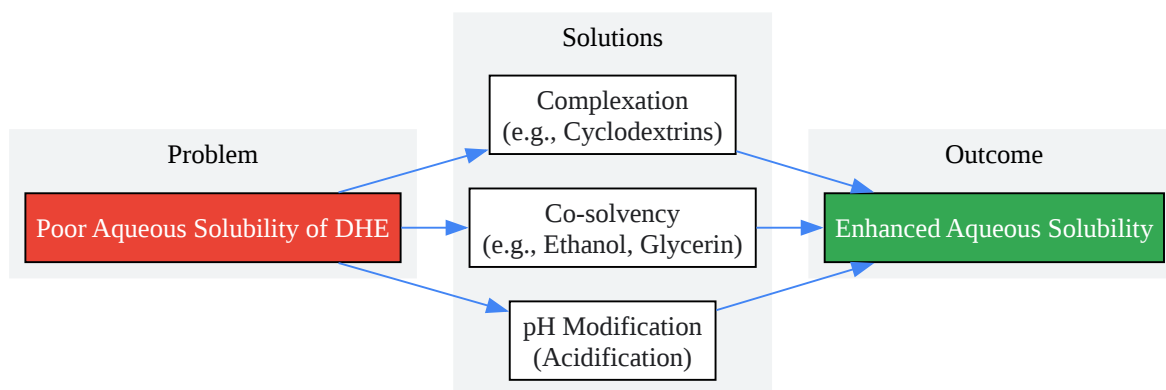 Problem
Poor Aqueous Solubility of DHE
Solutions
Complexation
(e.g., Cyclodextrins)
Co-solvency
(e.g., Ethanol, Glycerin)
pH Modification
(Acidification)
Outcome
Enhanced Aqueous Solubility